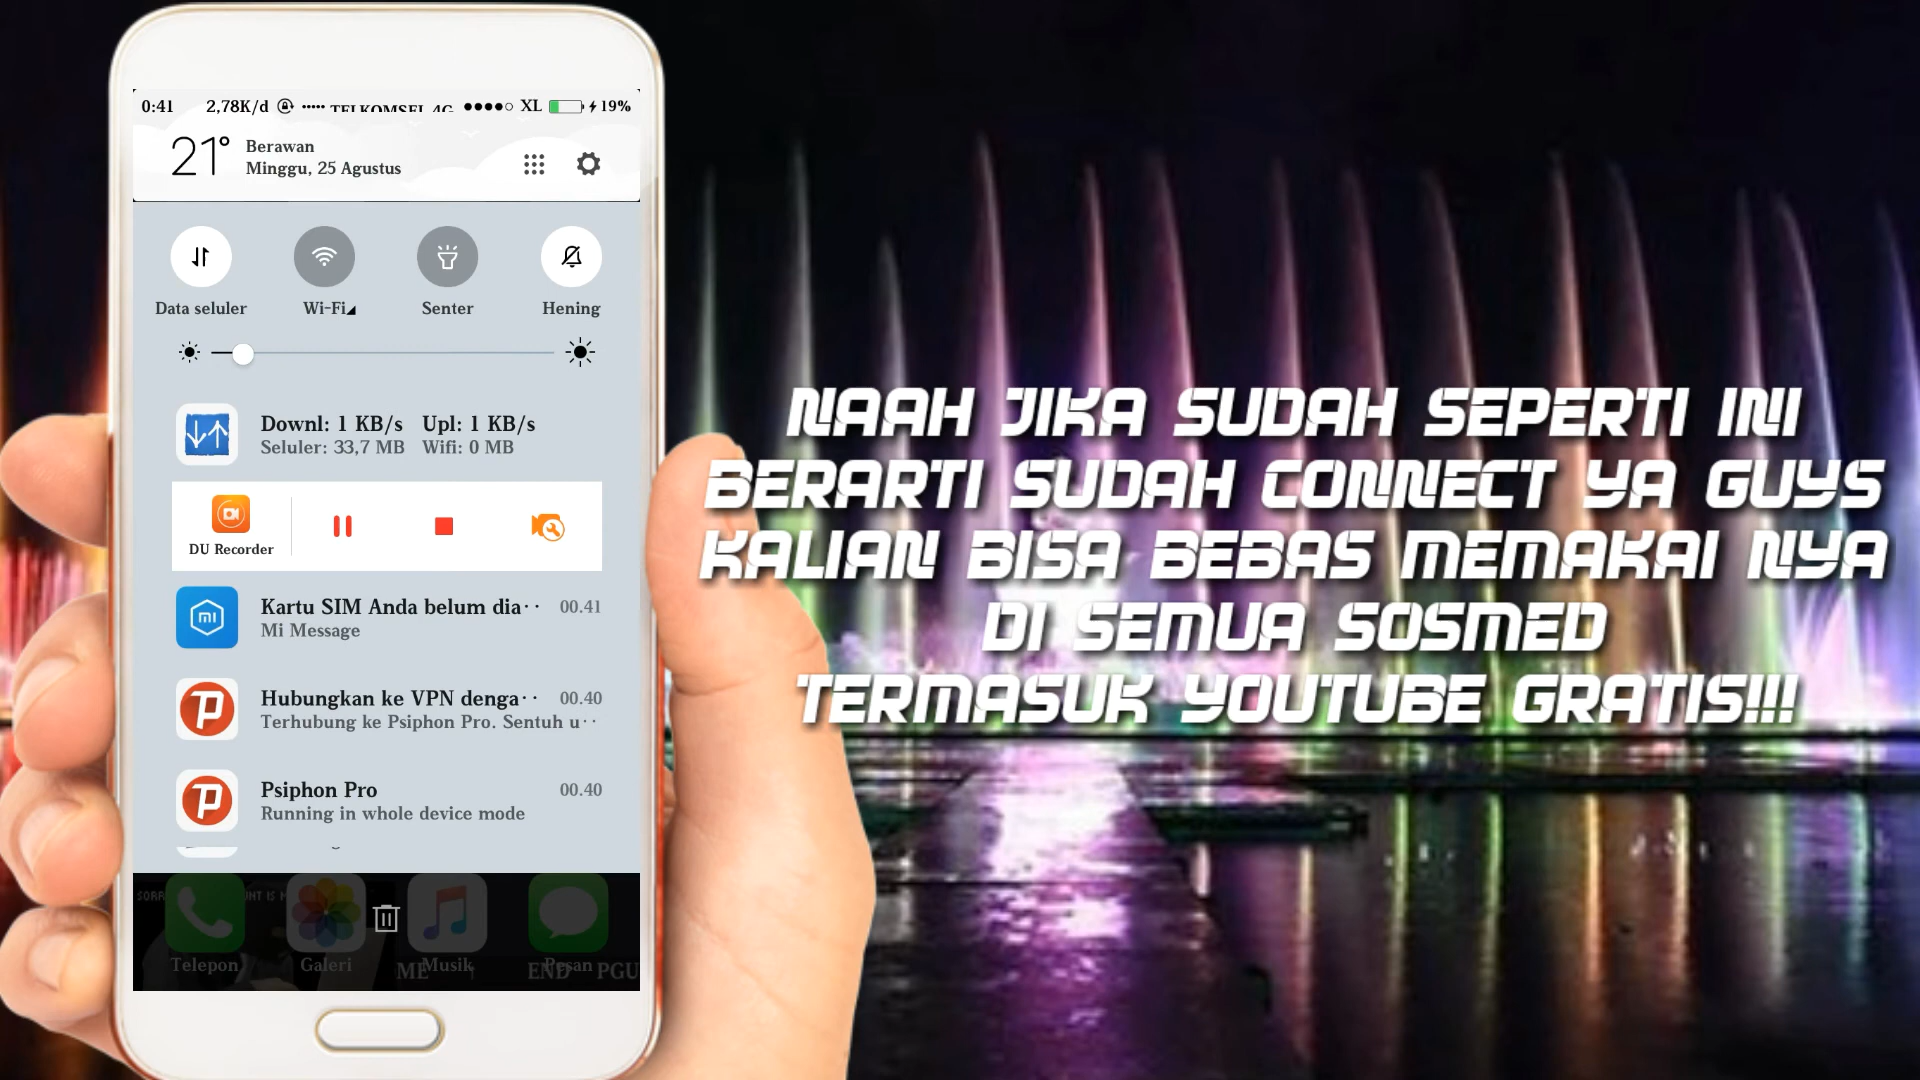 0:41 2,78K/d TELKOMSEL 4G XL 19%
21° Berawan
Minggu, 25 Agustus
Data seluler Wi-Fi Senter Hening
Downl: 1 KB/s Upl: 1 KB/s
Seluler: 33,7 MB Wifi: 0 MB
DU Recorder
Kartu SIM Anda belum dia·· 00.41
Mi Message
Hubungkan ke VPN denga·· 00.40
Terhubung ke Psiphon Pro. Sentuh u··
Psiphon Pro 00.40
Running in whole device mode
Telepon Galeri Musik Pesan
END PGU
NAAH JIKA SUDAH SEPERTI INI
BERARTI SUDAH CONNECT YA GUYS
KALIAN BISA BEBAS MEMAKAI NYA
DI SEMUA SOSMED
TERMASUK YOUTUBE GRATIS!!!